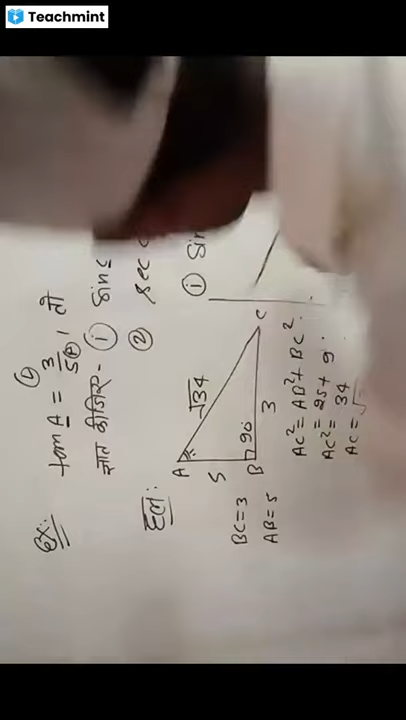 Teachmint
Ex:- tan A = 3/5, तो
ज्ञात कीजिए- (i) sin c
(2) sec
हल:
A
B
C
√34
5
3
90
(i) Sin
BC = 3
AB = 5
AC² = AB² + BC²
AC² = 25 + 9
AC² = 34
AC = √